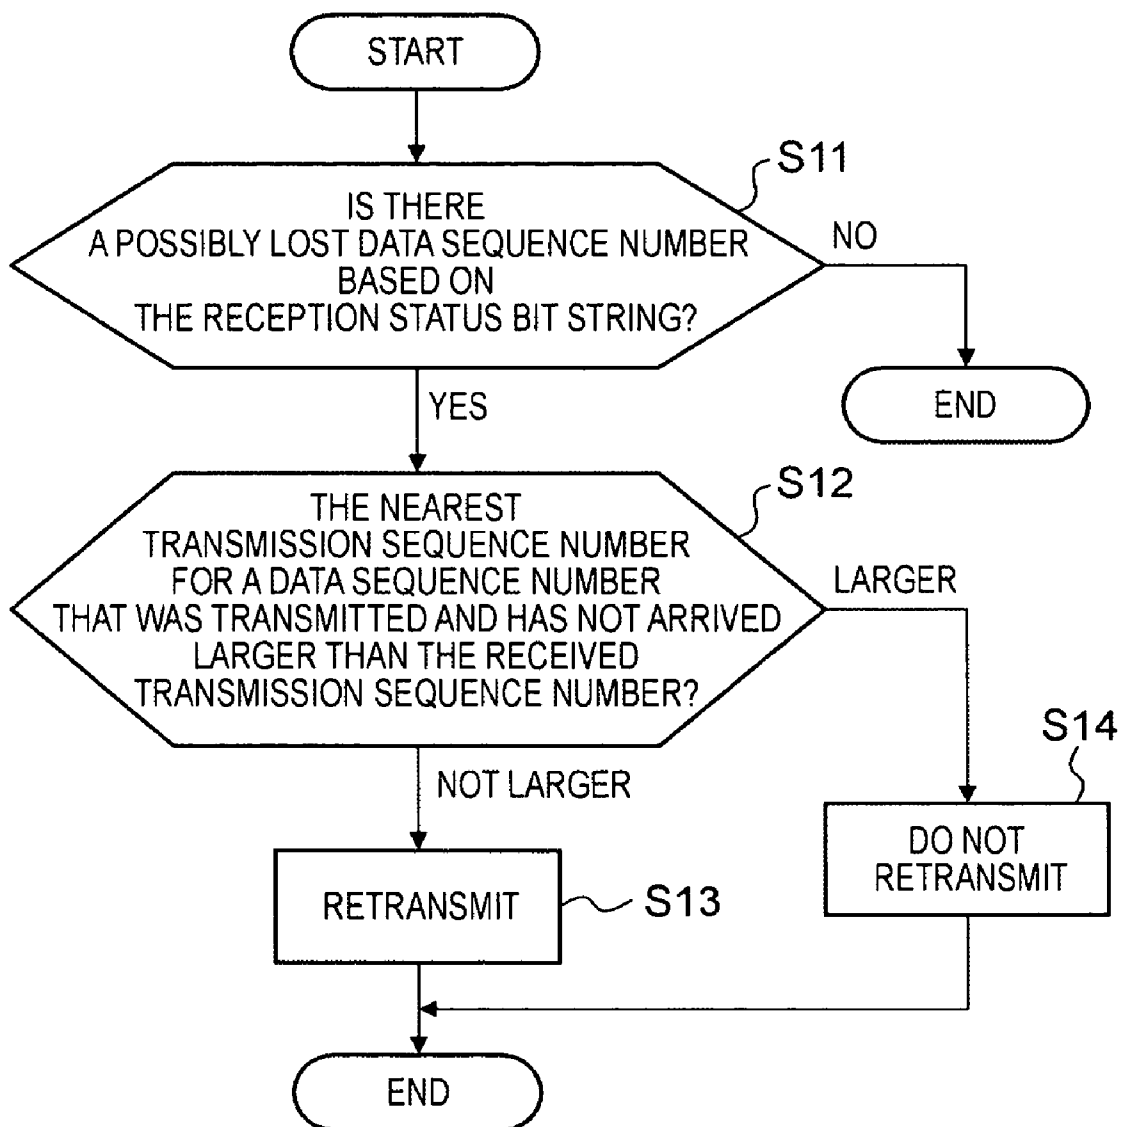 START
S11
IS THERE
A POSSIBLY LOST DATA SEQUENCE NUMBER
BASED ON
THE RECEPTION STATUS BIT STRING?
NO
END
YES
S12
THE NEAREST
TRANSMISSION SEQUENCE NUMBER
FOR A DATA SEQUENCE NUMBER
THAT WAS TRANSMITTED AND HAS NOT ARRIVED
LARGER THAN THE RECEIVED
TRANSMISSION SEQUENCE NUMBER?
LARGER
NOT LARGER
S14
DO NOT
RETRANSMIT
RETRANSMIT
S13
END